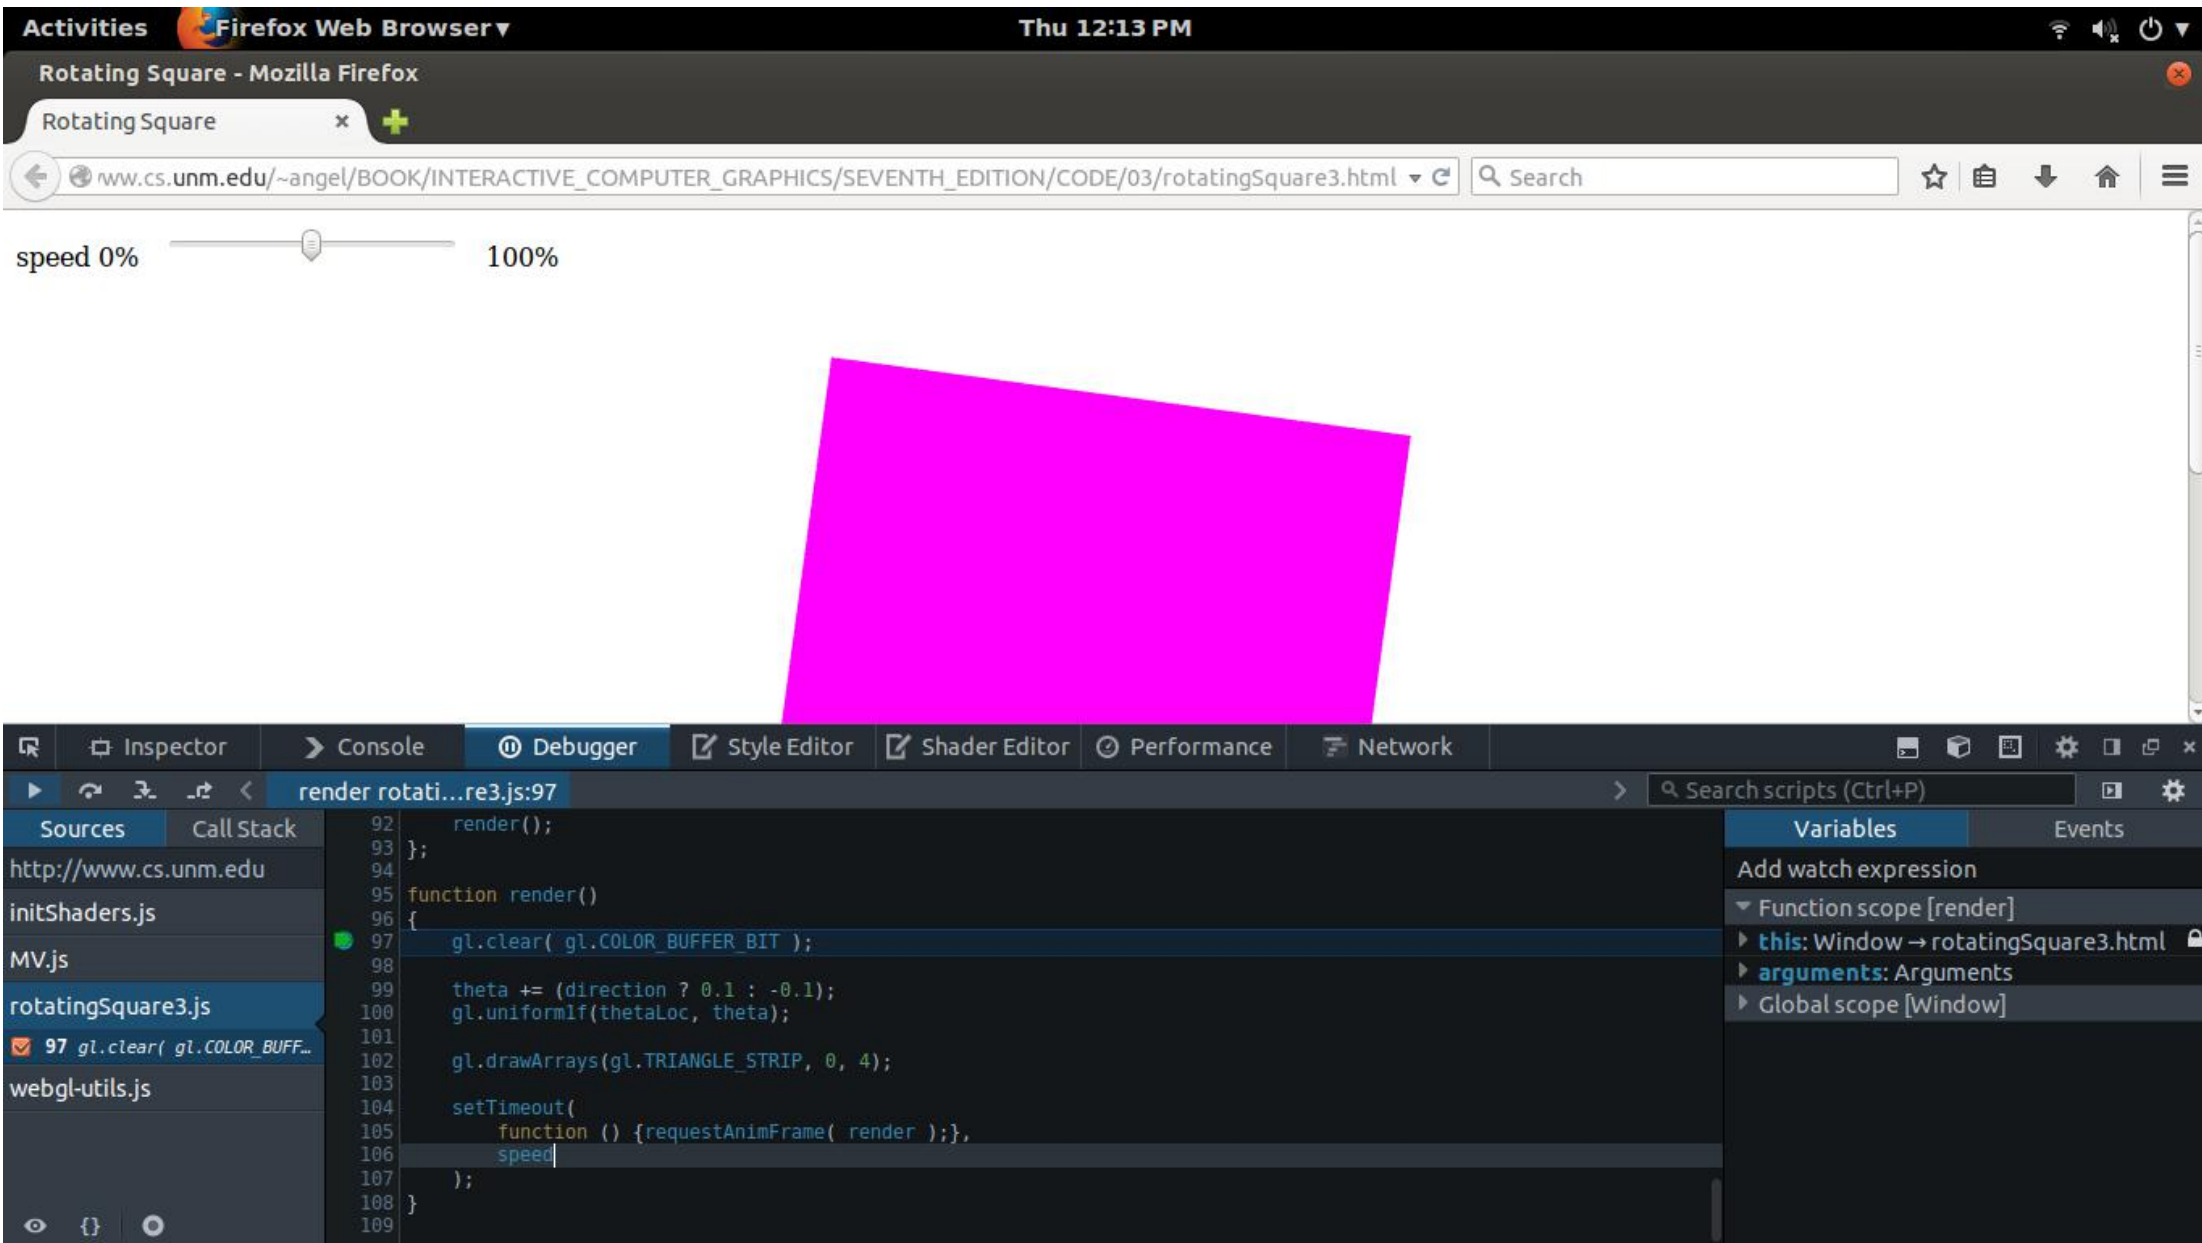 Activities Firefox Web Browser▾ Thu 12:13 PM
Rotating Square - Mozilla Firefox
Rotating Square
ww.cs.unm.edu/~angel/BOOK/INTERACTIVE_COMPUTER_GRAPHICS/SEVENTH_EDITION/CODE/03/rotatingSquare3.html Search
speed 0% 100%
Inspector Console Debugger Style Editor Shader Editor Performance Network
render rotati...re3.js:97 Search scripts (Ctrl+P)
Sources Call Stack
http://www.cs.unm.edu
initShaders.js
MV.js
rotatingSquare3.js
97 gl.clear( gl.COLOR_BUFF...
webgl-utils.js
{}
92 render();
93 };
94
95 function render()
96 {
97 gl.clear( gl.COLOR_BUFFER_BIT );
98
99 theta += (direction ? 0.1 : -0.1);
100 gl.uniform1f(thetaLoc, theta);
101
102 gl.drawArrays(gl.TRIANGLE_STRIP, 0, 4);
103
104 setTimeout(
105 function () {requestAnimFrame( render );},
106 speed
107 );
108 }
109
Variables Events
Add watch expression
Function scope [render]
this: Window → rotatingSquare3.html
arguments: Arguments
Global scope [Window]